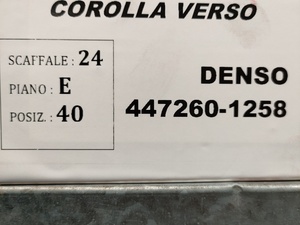 COROLLA VERSO
SCAFFALE : 24
PIANO : E
POSIZ. : 40
DENSO
447260-1258